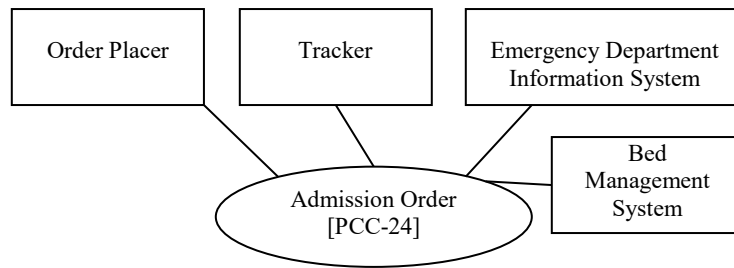 Order Placer
Tracker
Emergency Department
Information System
Bed
Management
System
Admission Order
[PCC-24]